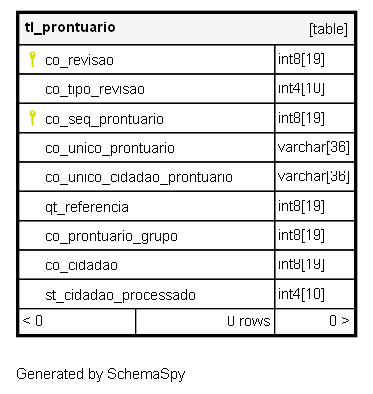 tl_prontuario [table]
co_revisao int8[19]
co_tipo_revisao int4[10]
co_seq_prontuario int8[19]
co_unico_prontuario varchar[36]
co_unico_cidadao_prontuario varchar[36]
qt_referencia int8[19]
co_prontuario_grupo int8[19]
co_cidadao int8[19]
st_cidadao_processado int4[10]
< 0 0 rows 0 >
Generated by SchemaSpy